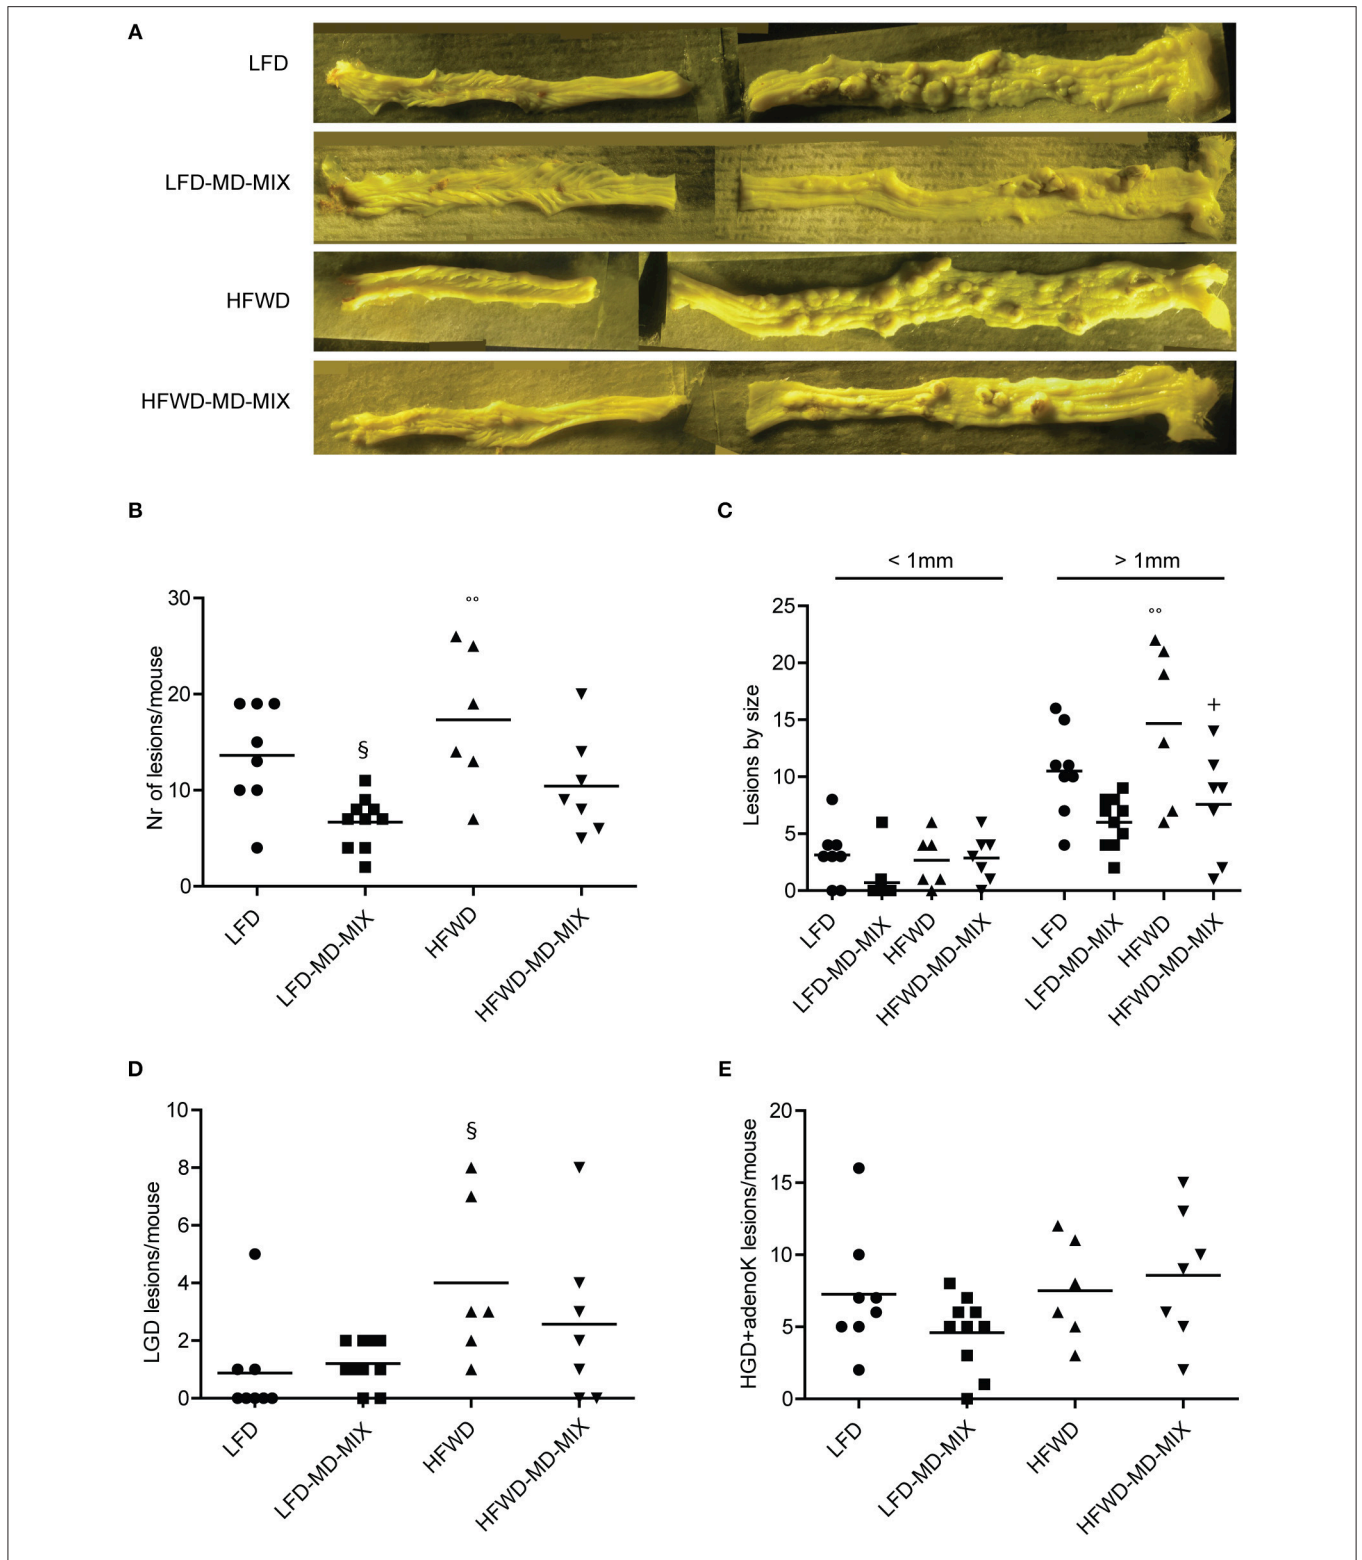 A
LFD
LFD-MD-MIX
HFWD
HFWD-MD-MIX
B
Nr of lesions/mouse
30
20
10
0
§
°°
LFD
LFD-MD-MIX
HFWD
HFWD-MD-MIX
C
< 1mm
> 1mm
Lesions by size
25
20
15
10
5
0
°°
+
LFD
LFD-MD-MIX
HFWD
HFWD-MD-MIX
LFD
LFD-MD-MIX
HFWD
HFWD-MD-MIX
D
LGD lesions/mouse
10
8
6
4
2
0
§
LFD
LFD-MD-MIX
HFWD
HFWD-MD-MIX
E
HGD+adenoK lesions/mouse
20
15
10
5
0
LFD
LFD-MD-MIX
HFWD
HFWD-MD-MIX